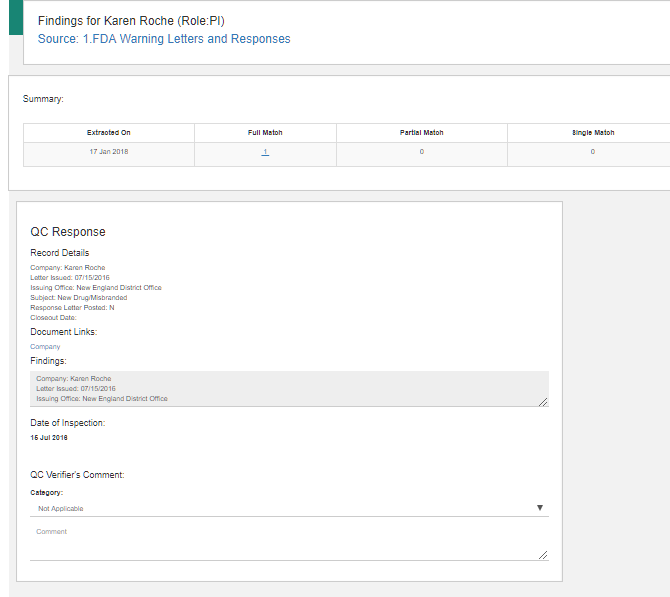 Findings for Karen Roche (Role:PI)
Source: 1.FDA Warning Letters and Responses
Summary:
Extracted On Full Match Partial Match Single Match
17 Jan 2018 1 0 0
QC Response
Record Details
Company: Karen Roche
Letter Issued: 07/15/2016
Issuing Office: New England District Office
Subject: New Drug/Misbranded
Response Letter Posted: N
Closeout Date:
Document Links:
Company
Findings:
Company: Karen Roche
Letter Issued: 07/15/2016
Issuing Office: New England District Office
Date of Inspection:
15 Jul 2016
QC Verifier's Comment:
Category:
Not Applicable
Comment